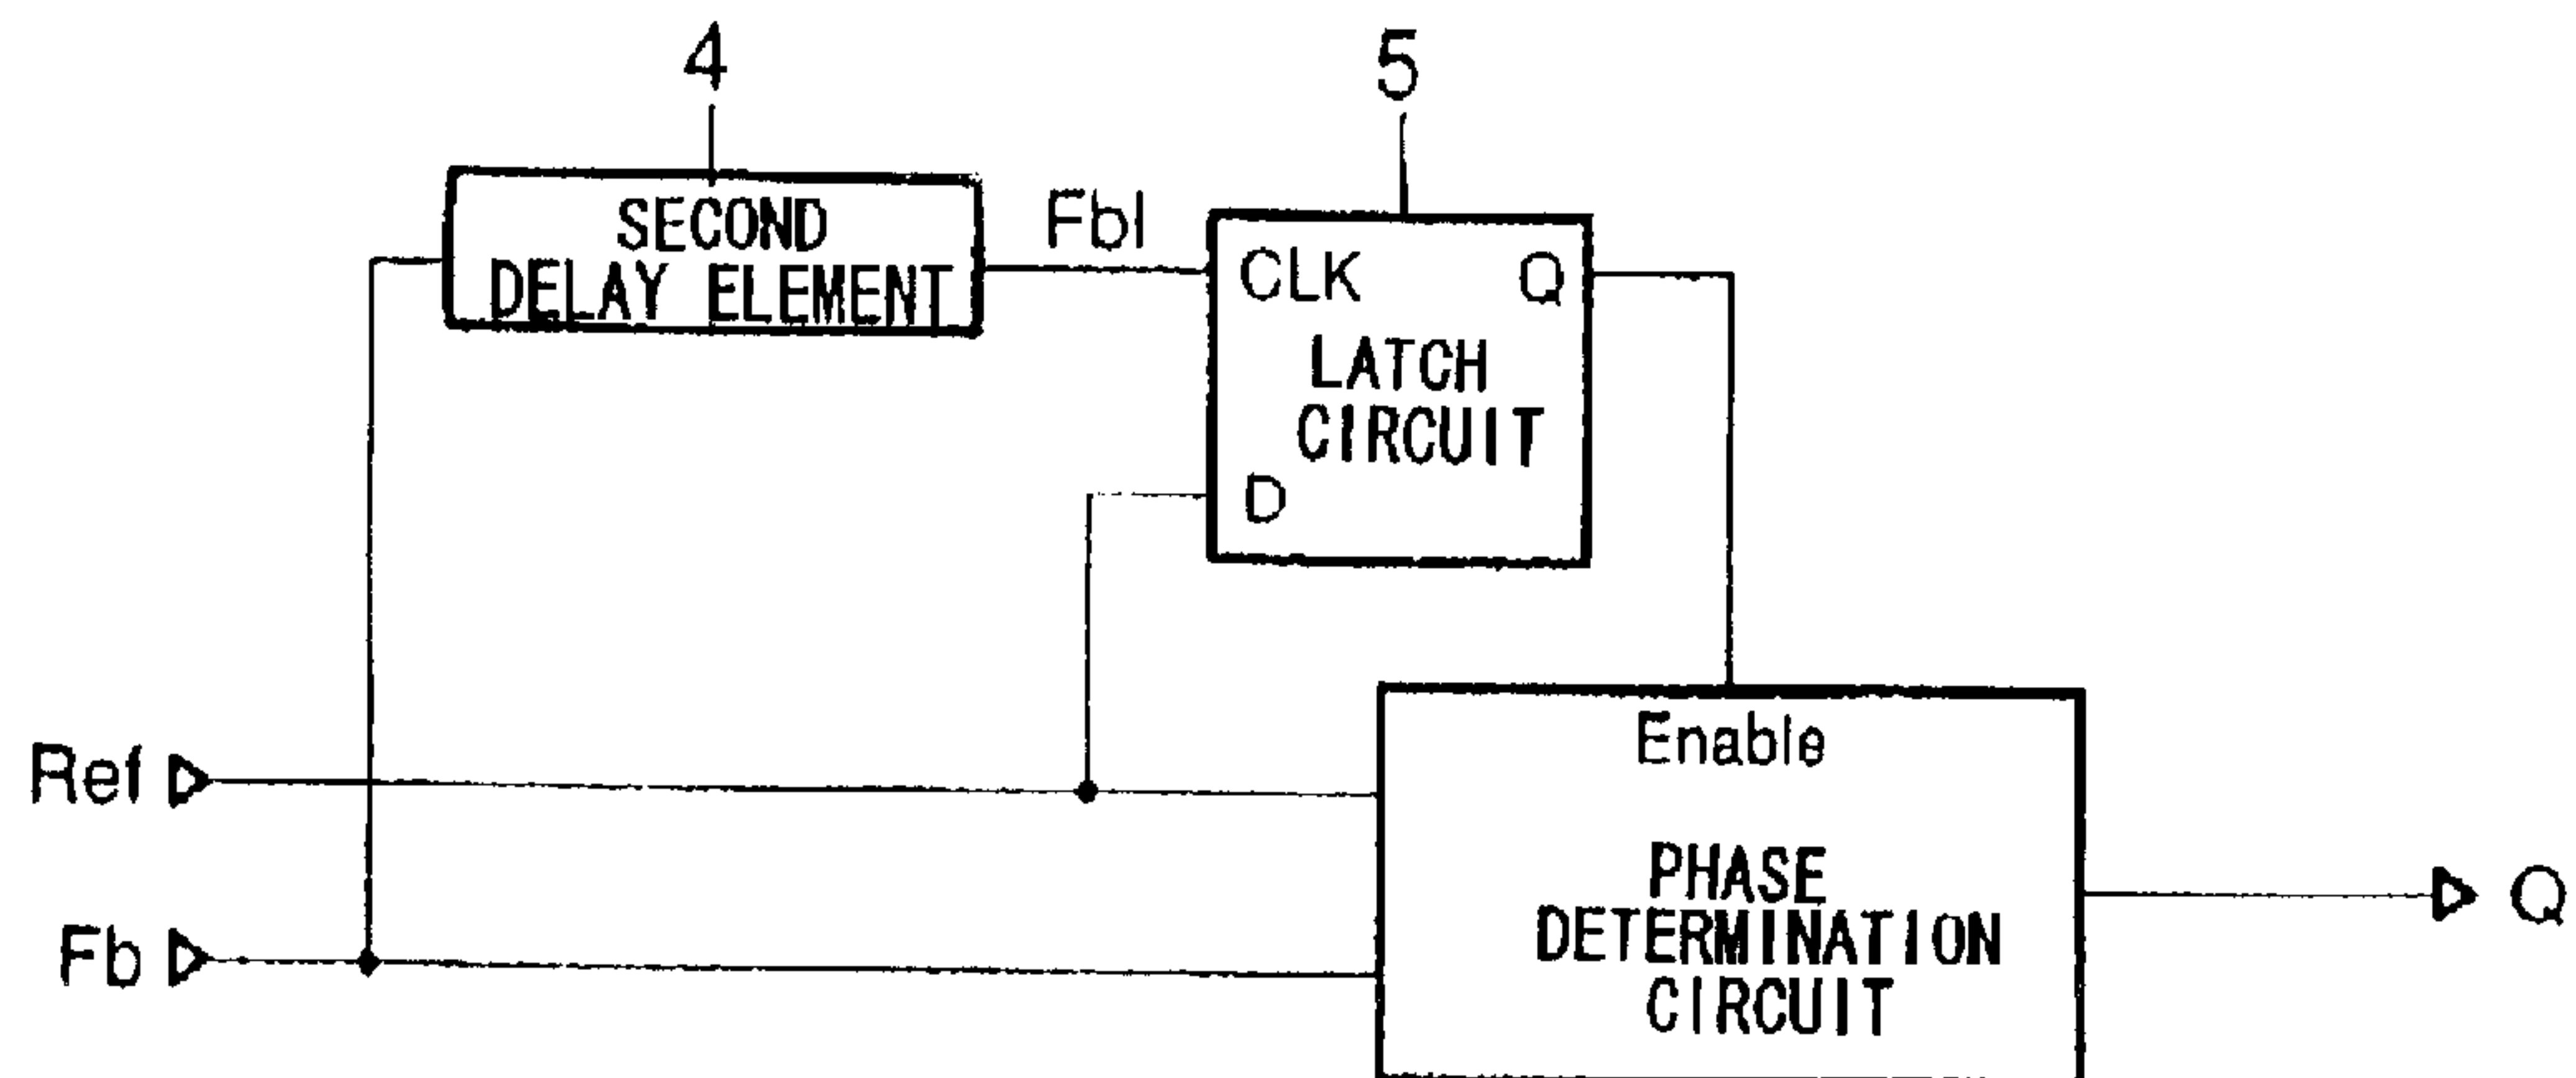 4
5
SECOND
DELAY ELEMENT
Fbl
CLK
Q
LATCH
CIRCUIT
D
Ref
Enable
PHASE
DETERMINATION
CIRCUIT
Fb
Q